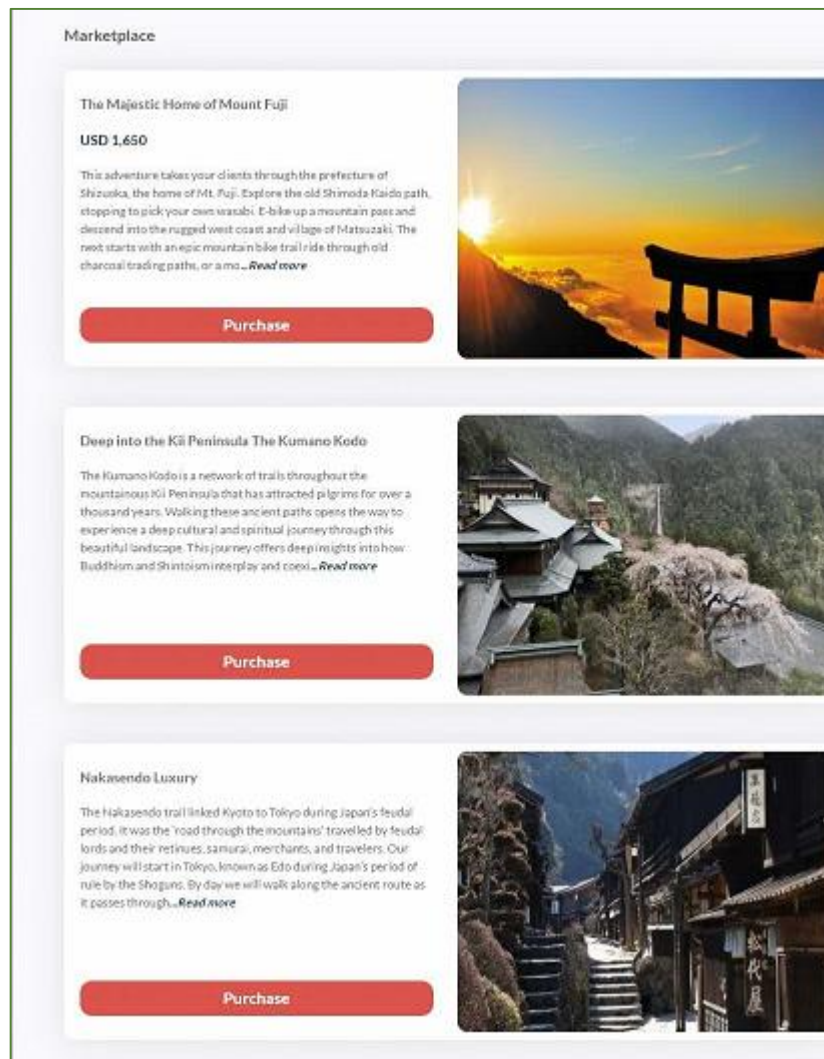 Marketplace
The Majestic Home of Mount Fuji
USD 1,650
This adventure takes your clients through the prefecture of
Shizuoka, the home of Mt. Fuji. Explore the old Shimoda Kaido path,
stopping to pick your own wasabi. E-bike up a mountain pass and
descend into the rugged west coast and village of Matsuzaki. The
next starts with an epic mountain bike trail ride through old
charcoal trading paths, or a mo...Read more
Purchase
Deep into the Kii Peninsula The Kumano Kodo
The Kumano Kodo is a network of trails throughout the
mountainous Kii Peninsula that has attracted pilgrims for over a
thousand years. Walking these ancient paths opens the way to
experience a deep cultural and spiritual journey through this
beautiful landscape. This journey offers deep insights into how
Buddhism and Shintoism interplay and coexi...Read more
Purchase
Nakasendo Luxury
The Nakasendo trail linked Kyoto to Tokyo during Japan's feudal
period. It was the 'road through the mountains' travelled by feudal
lords and their retinues, samurai, merchants, and travelers. Our
journey will start in Tokyo, known as Edo during Japan's period of
rule by the Shoguns. By day we will walk along the ancient route as
it passes through...Read more
松代屋
Purchase